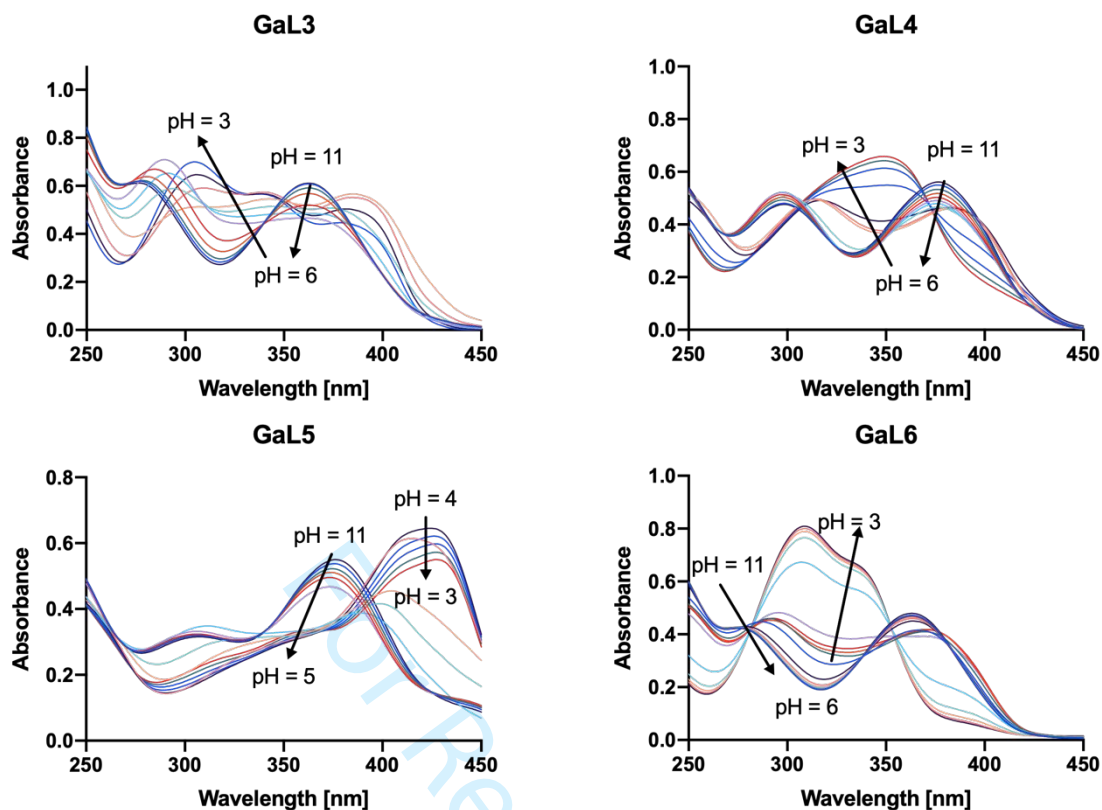 GaL3
Absorbance
1.0
0.8
0.6
0.4
0.2
0.0
pH = 3
pH = 11
pH = 6
250 300 350 400 450
Wavelength [nm]
GaL4
Absorbance
1.0
0.8
0.6
0.4
0.2
0.0
pH = 3
pH = 11
pH = 6
250 300 350 400 450
Wavelength [nm]
GaL5
Absorbance
0.8
0.6
0.4
0.2
0.0
pH = 4
pH = 11
pH = 3
pH = 5
250 300 350 400 450
Wavelength [nm]
GaL6
Absorbance
1.0
0.8
0.6
0.4
0.2
0.0
pH = 3
pH = 11
pH = 6
250 300 350 400 450
Wavelength [nm]
For Re